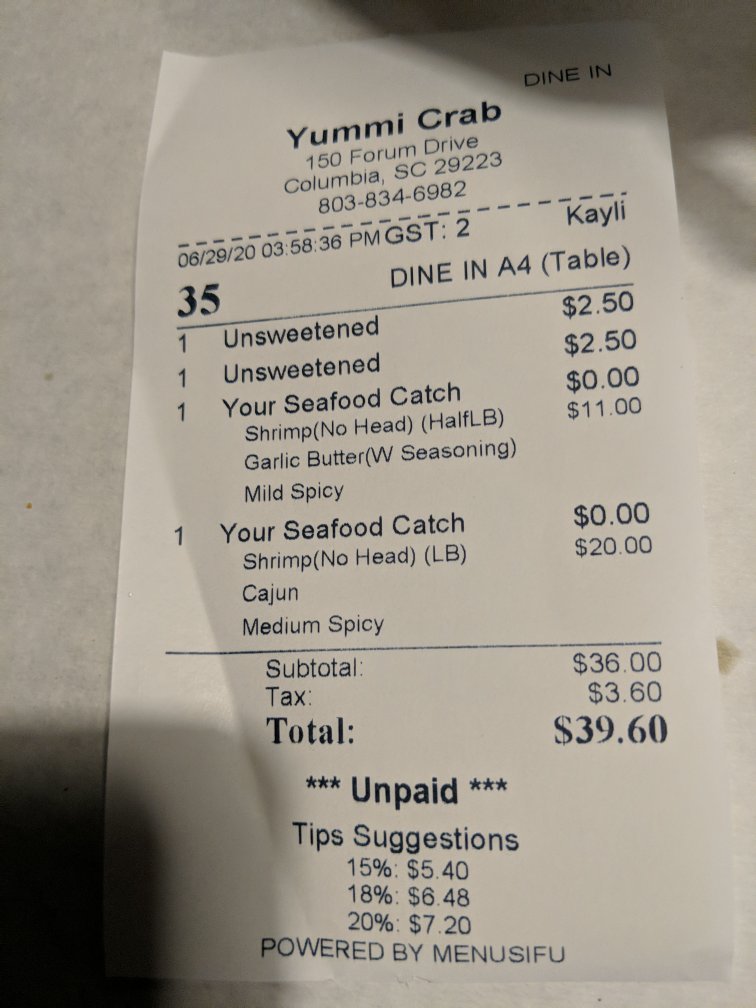 DINE IN
Yummi Crab
150 Forum Drive
Columbia, SC 29223
803-834-6982
06/29/20 03:58:36 PM GST: 2 Kayli
35 DINE IN A4 (Table)
1 Unsweetened $2.50
1 Unsweetened $2.50
1 Your Seafood Catch $0.00
Shrimp(No Head) (HalfLB) $11.00
Garlic Butter(W Seasoning)
Mild Spicy
1 Your Seafood Catch $0.00
Shrimp(No Head) (LB) $20.00
Cajun
Medium Spicy
Subtotal: $36.00
Tax: $3.60
Total: $39.60
*** Unpaid ***
Tips Suggestions
15%: $5.40
18%: $6.48
20%: $7.20
POWERED BY MENUSIFU